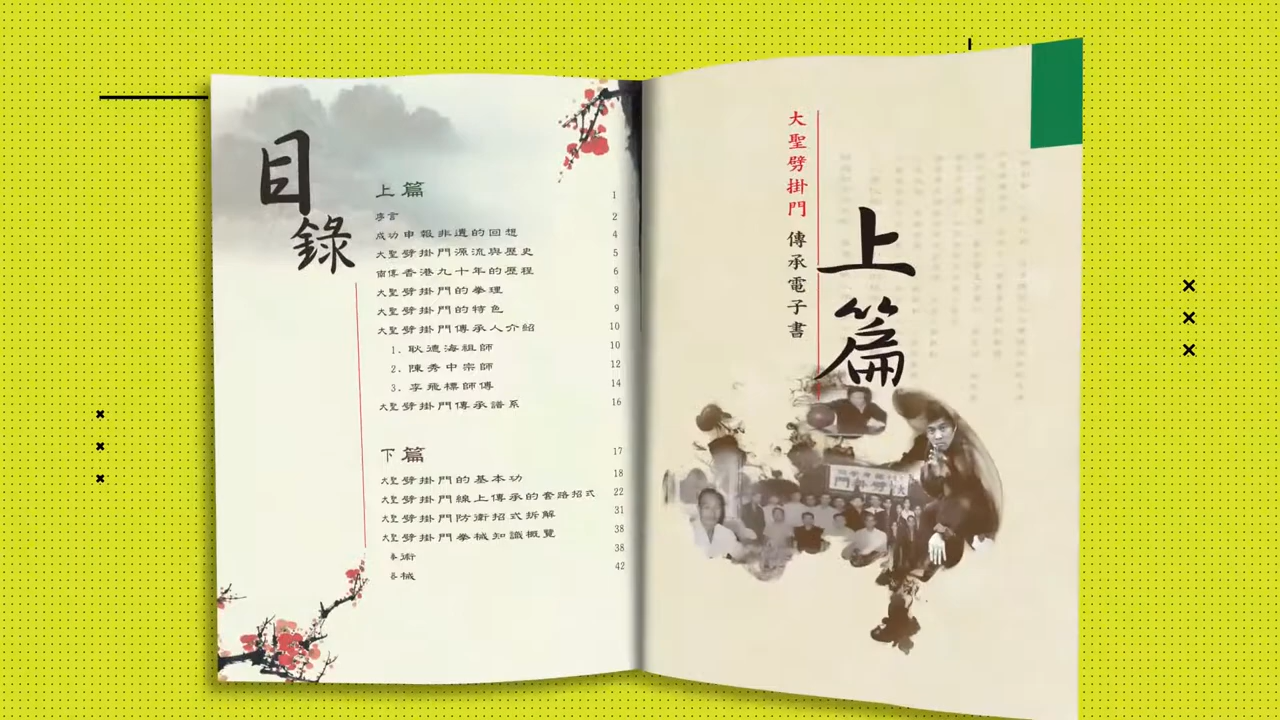 目錄
上篇 1
序言 2
成功申報非遺的回想 4
大聖劈掛門源流與歷史 5
南傳香港九十年的歷程 6
大聖劈掛門的拳理 8
大聖劈掛門的特色 9
大聖劈掛門傳承人介紹 10
1. 耿德海祖師 10
2. 陳秀中宗師 12
3. 李飛標師傅 14
大聖劈掛門傳承譜系 16
下篇 17
大聖劈掛門的基本功 18
大聖劈掛門線上傳承的套路招式 22
大聖劈掛門防衛招式拆解 31
大聖劈掛門拳械知識概覽 38
拳術 38
器械 42
大聖劈掛門 傳承電子書
上篇